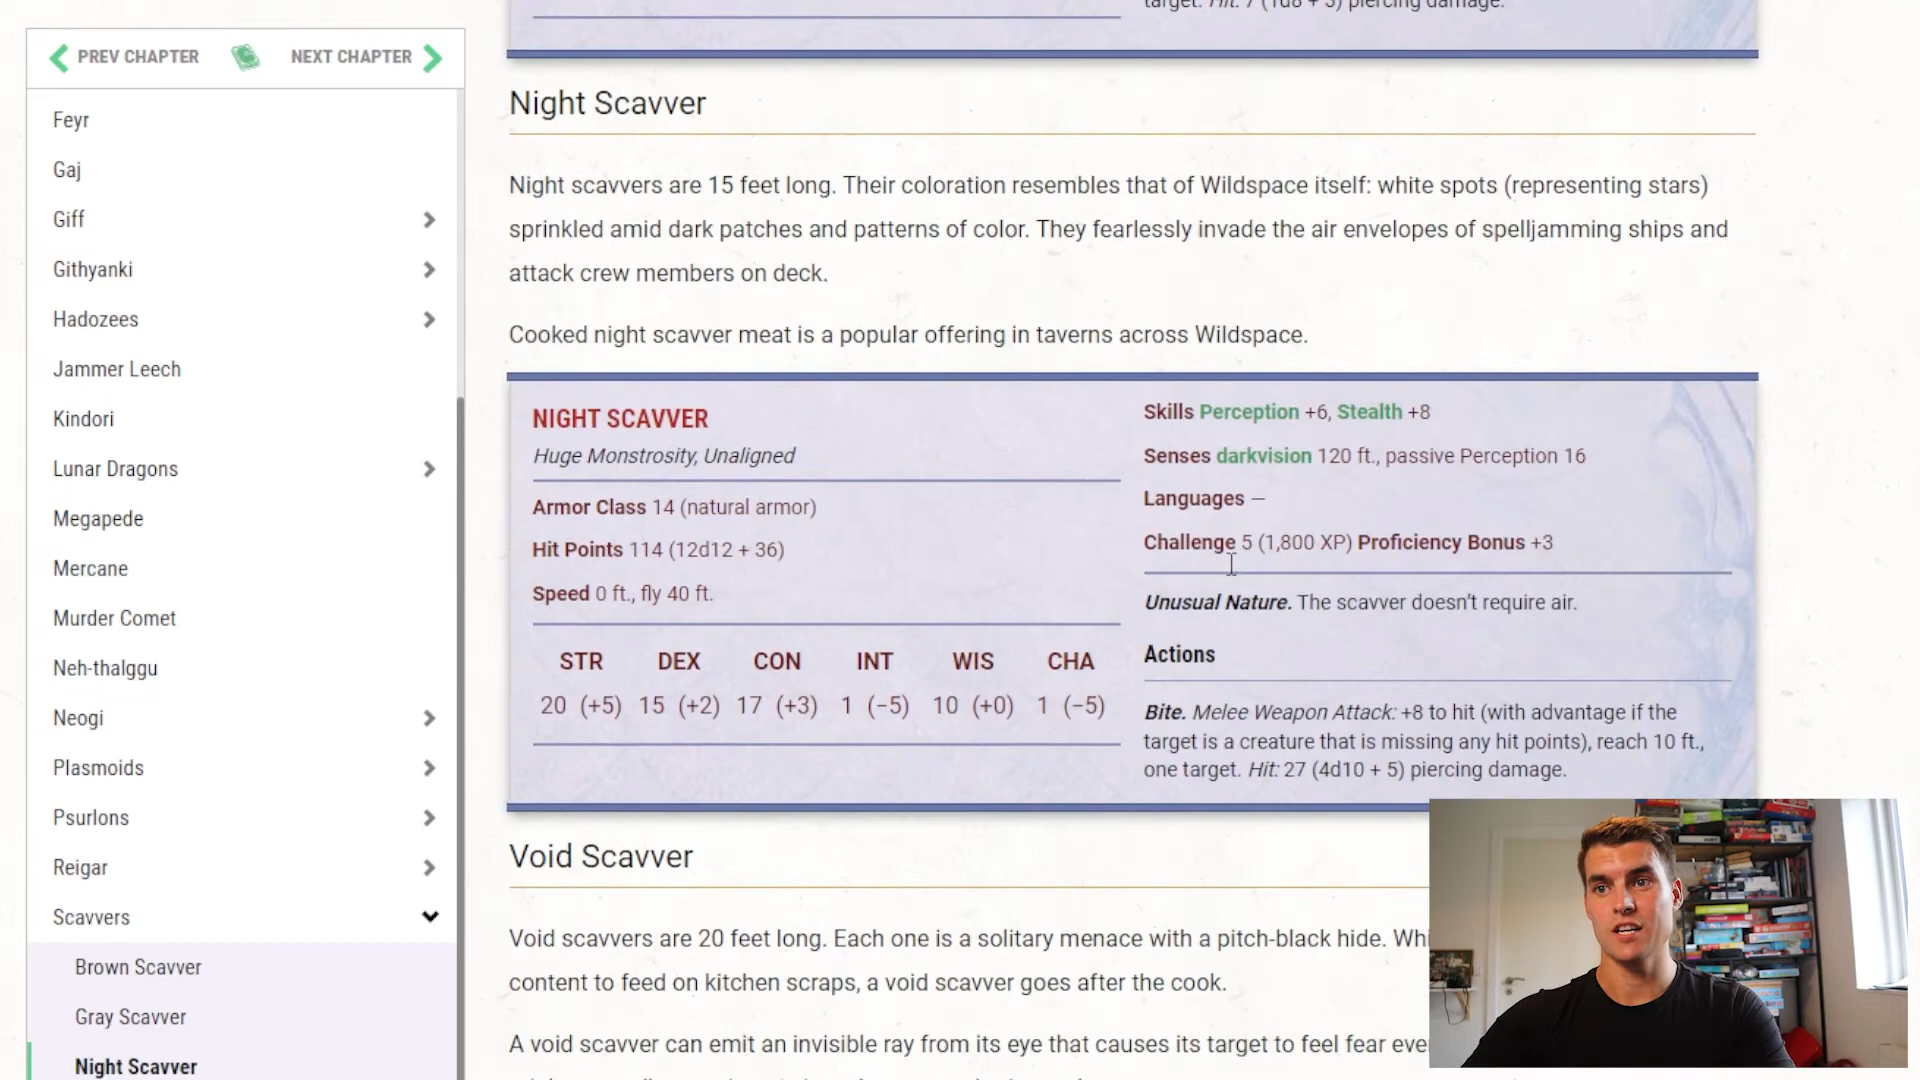 target. Hit: 7 (1d8 + 3) piercing damage.
PREV CHAPTER
NEXT CHAPTER
Feyr
Gaj
Giff
Githyanki
Hadozees
Jammer Leech
Kindori
Lunar Dragons
Megapede
Mercane
Murder Comet
Neh-thalggu
Neogi
Plasmoids
Psurlons
Reigar
Scavvers
Brown Scavver
Gray Scavver
Night Scavver
Night Scavver
Night scavvers are 15 feet long. Their coloration resembles that of Wildspace itself: white spots (representing stars)
sprinkled amid dark patches and patterns of color. They fearlessly invade the air envelopes of spelljamming ships and
attack crew members on deck.
Cooked night scavver meat is a popular offering in taverns across Wildspace.
NIGHT SCAVVER
Huge Monstrosity, Unaligned
Armor Class 14 (natural armor)
Hit Points 114 (12d12 + 36)
Speed 0 ft., fly 40 ft.
STR DEX CON INT WIS CHA
20 (+5) 15 (+2) 17 (+3) 1 (−5) 10 (+0) 1 (−5)
Skills Perception +6, Stealth +8
Senses darkvision 120 ft., passive Perception 16
Languages —
Challenge 5 (1,800 XP) Proficiency Bonus +3
Unusual Nature. The scavver doesn't require air.
Actions
Bite. Melee Weapon Attack: +8 to hit (with advantage if the
target is a creature that is missing any hit points), reach 10 ft.,
one target. Hit: 27 (4d10 + 5) piercing damage.
Void Scavver
Void scavvers are 20 feet long. Each one is a solitary menace with a pitch-black hide.
content to feed on kitchen scraps, a void scavver goes after the cook.
A void scavver can emit an invisible ray from its eye that causes its target to feel fear